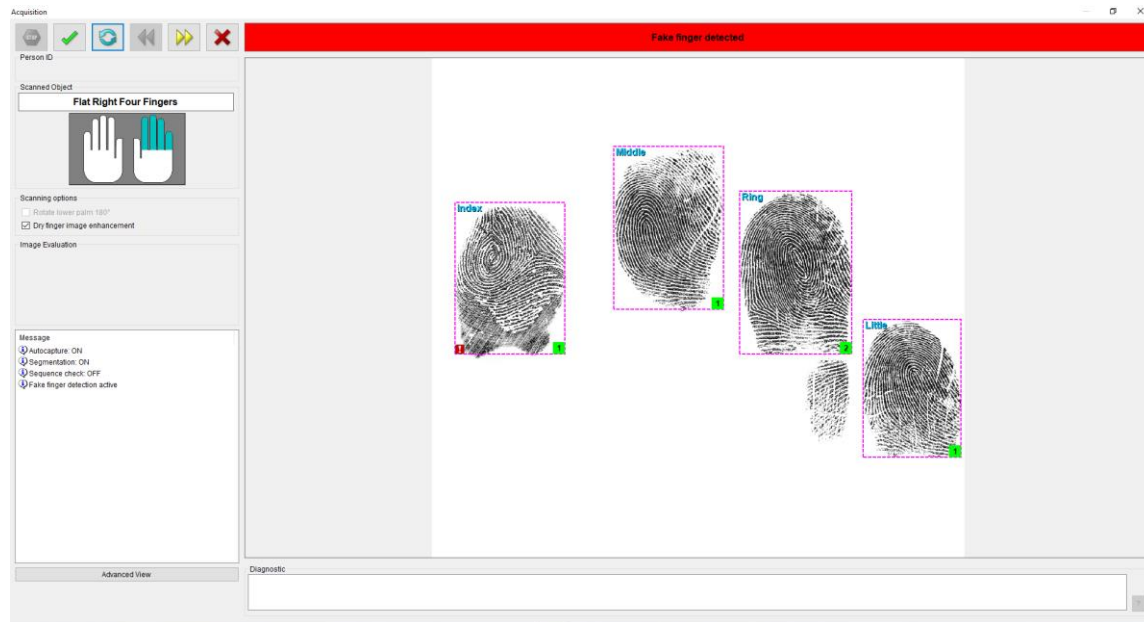 Acquisition
Fake finger detected
Person ID
Scanned Object
Flat Right Four Fingers
Scanning options
Rotate lower palm 180°
Dry finger image enhancement
Image Evaluation
Message
Autocapture: ON
Segmentation: ON
Sequence check: OFF
Fake finger detection active
Advanced View
Middle
1
Ring
2
Index
!
1
Little
1
Diagnostic